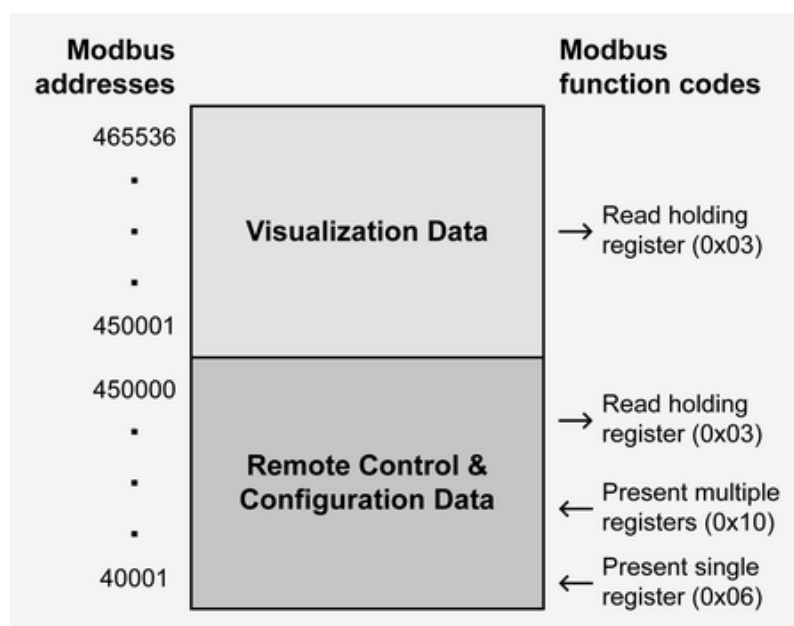 Modbus
addresses
Modbus
function codes
465536
Visualization Data
Read holding
register (0x03)
450001
450000
Read holding
register (0x03)
Remote Control &
Configuration Data
Present multiple
registers (0x10)
40001
Present single
register (0x06)